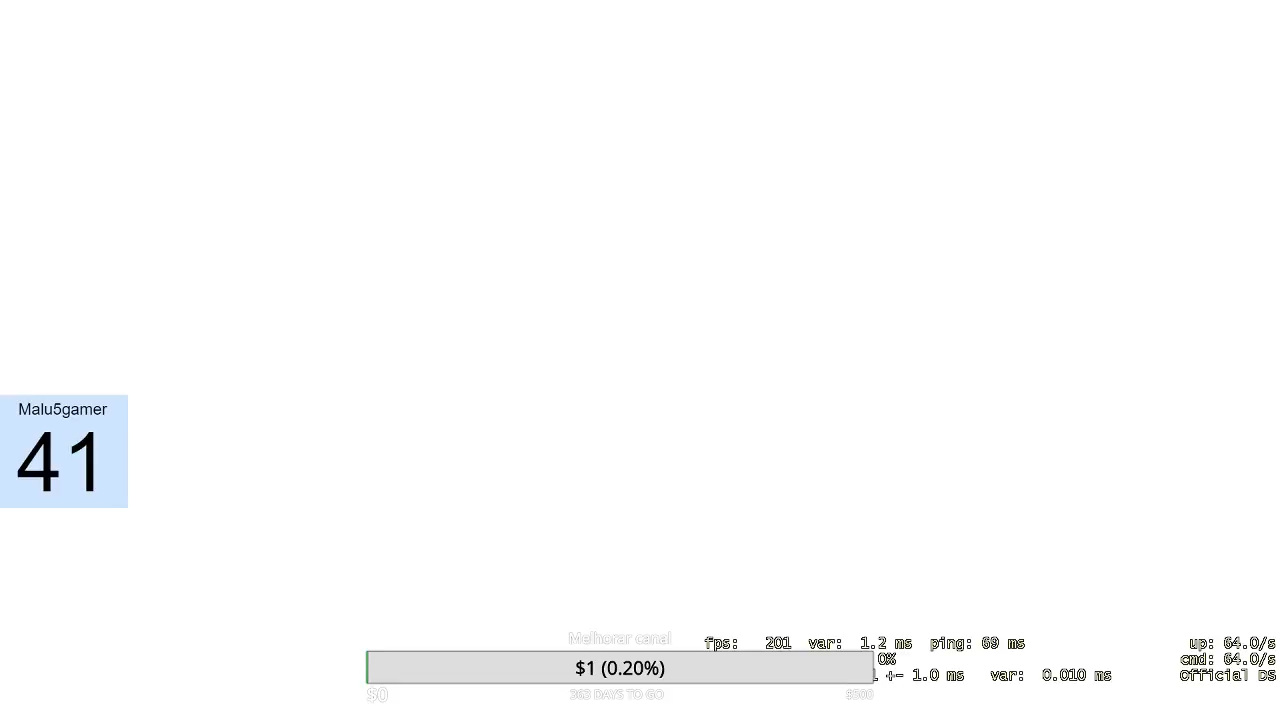 Malu5gamer
41
Melhorar canal
fps: 201 var: 1.2 ms ping: 69 ms up: 64.0/s
0% cmd: 64.0/s
$1 (0.20%)
+- 1.0 ms var: 0.010 ms Official DS
$0 DAYS TO GO $500